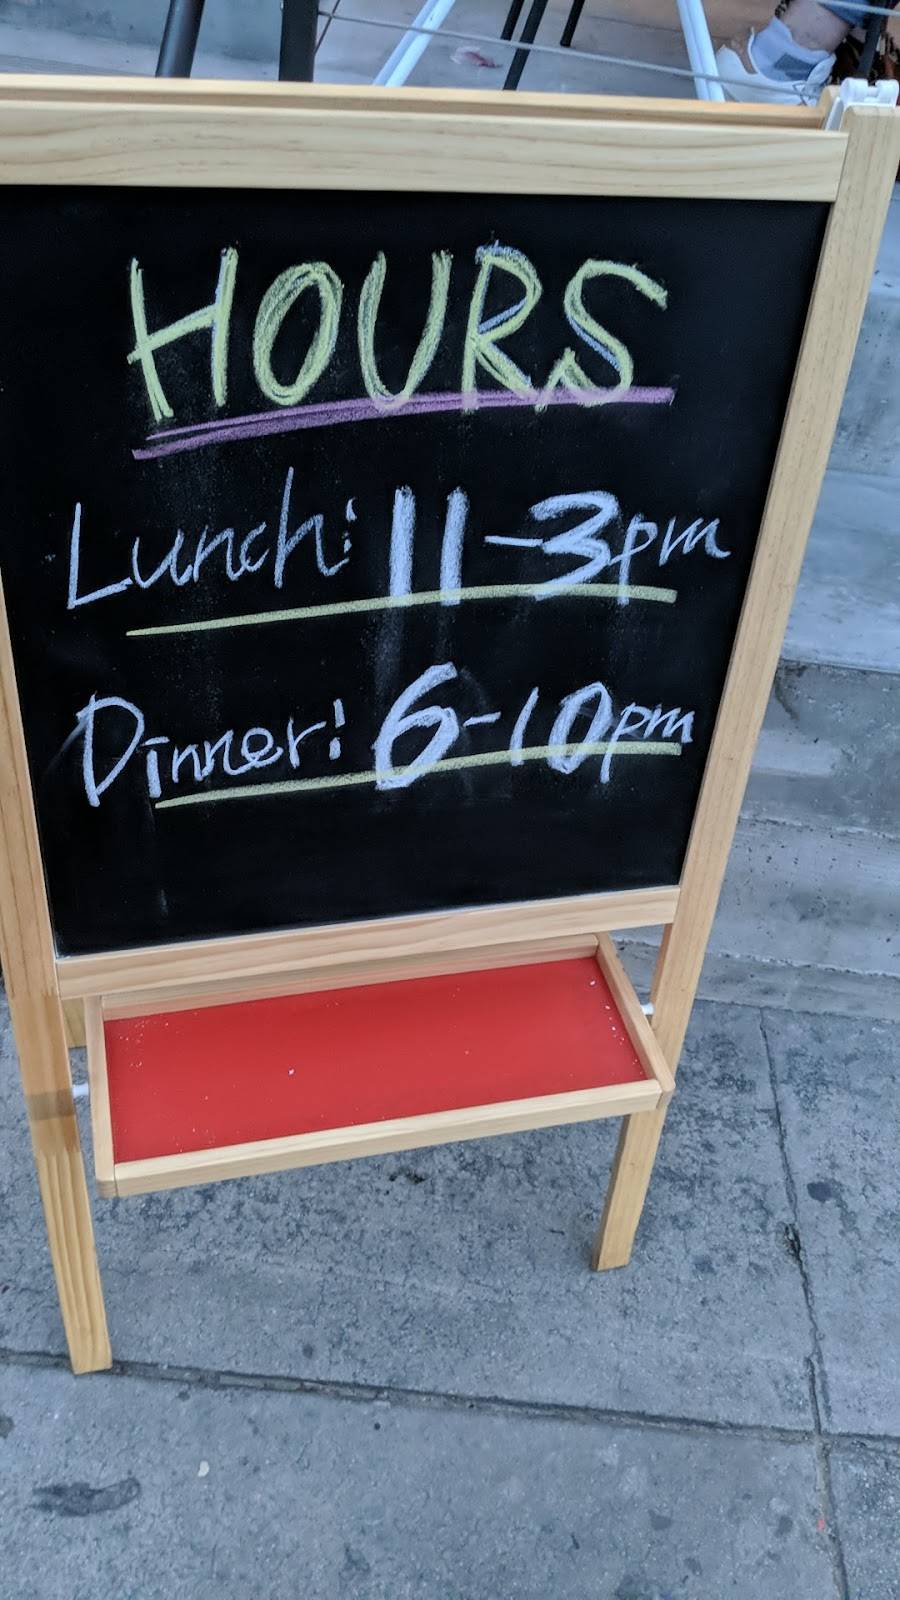 HOURS
Lunch: 11-3pm
Dinner: 6-10pm